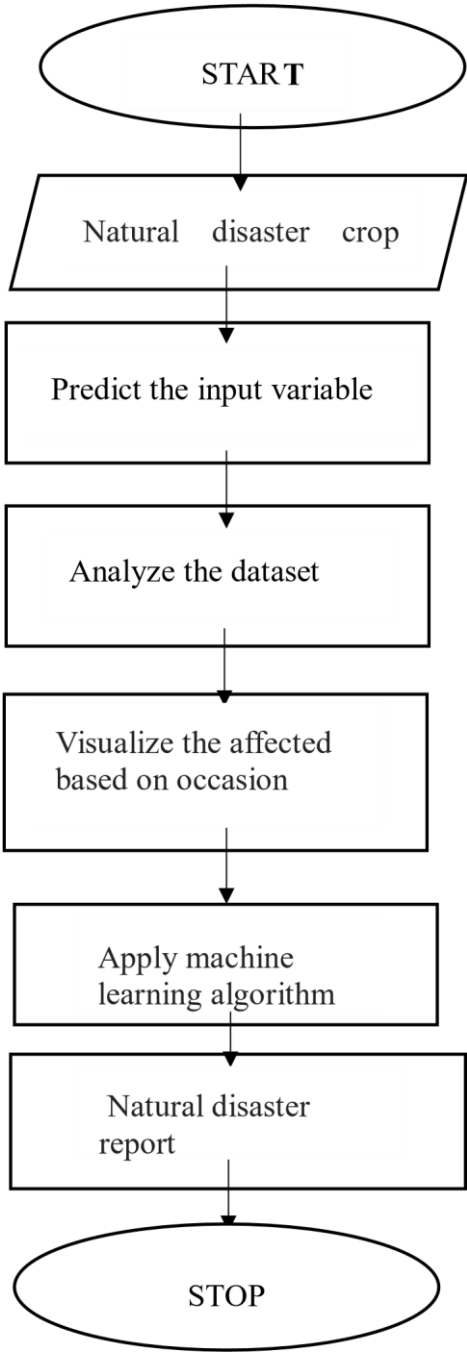 START
Natural disaster crop
Predict the input variable
Analyze the dataset
Visualize the affected
based on occasion
Apply machine
learning algorithm
Natural disaster
report
STOP